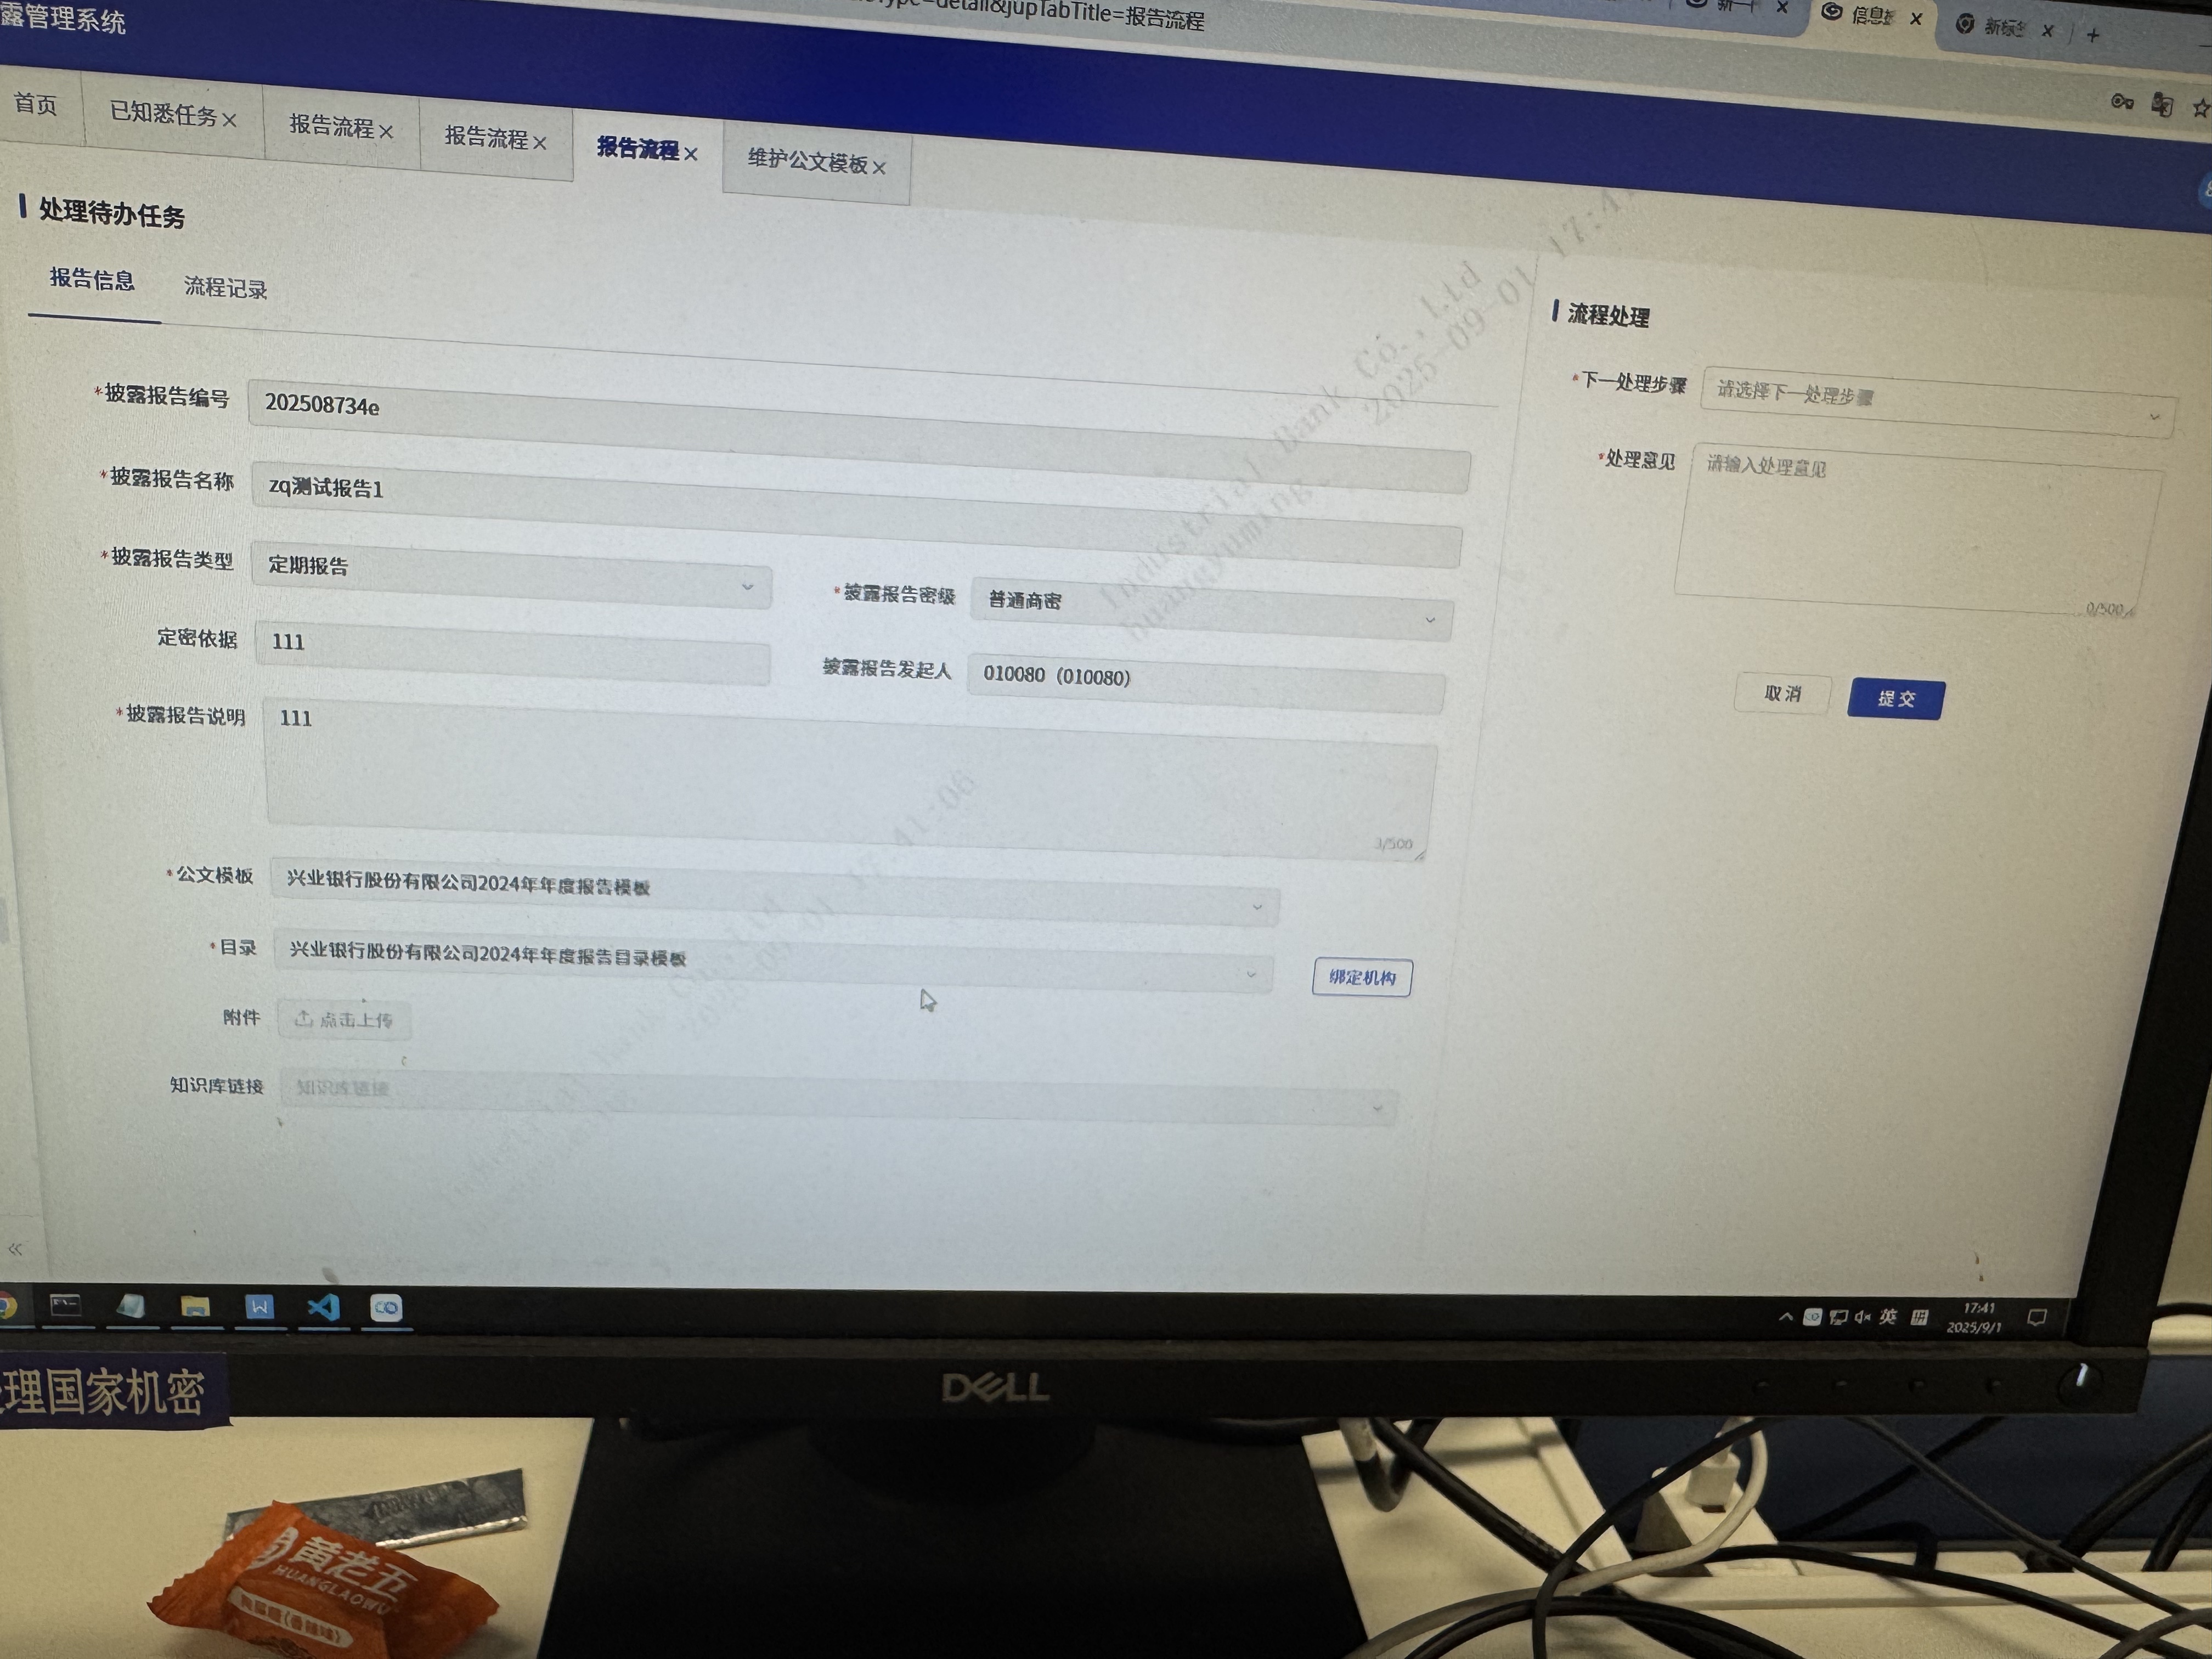 露管理系统
detail&jupTabTitle=报告流程
信息
新标
首页
已知悉任务
报告流程
报告流程
报告流程
维护公文模板
处理待办任务
报告信息
流程记录
*披露报告编号
202508734e
*披露报告名称
zq测试报告1
*披露报告类型
定期报告
*披露报告密级
普通商密
定密依据
111
披露报告发起人
010080（010080）
*披露报告说明
111
3/500
*公文模板
兴业银行股份有限公司2024年年度报告模板
*目录
兴业银行股份有限公司2024年年度报告目录模板
绑定机构
附件
点击上传
知识库链接
知识库链接
流程处理
*下一处理步骤
请选择下一处理步骤
*处理意见
请输入处理意见
0/500
取消
提交
Industrial Bank Co., Ltd
huangyuming
2025-09-01 17:41
17:41:06
英
17:41
2025/9/1
理国家机密
DELL
黄老五
HUANGLAOWU